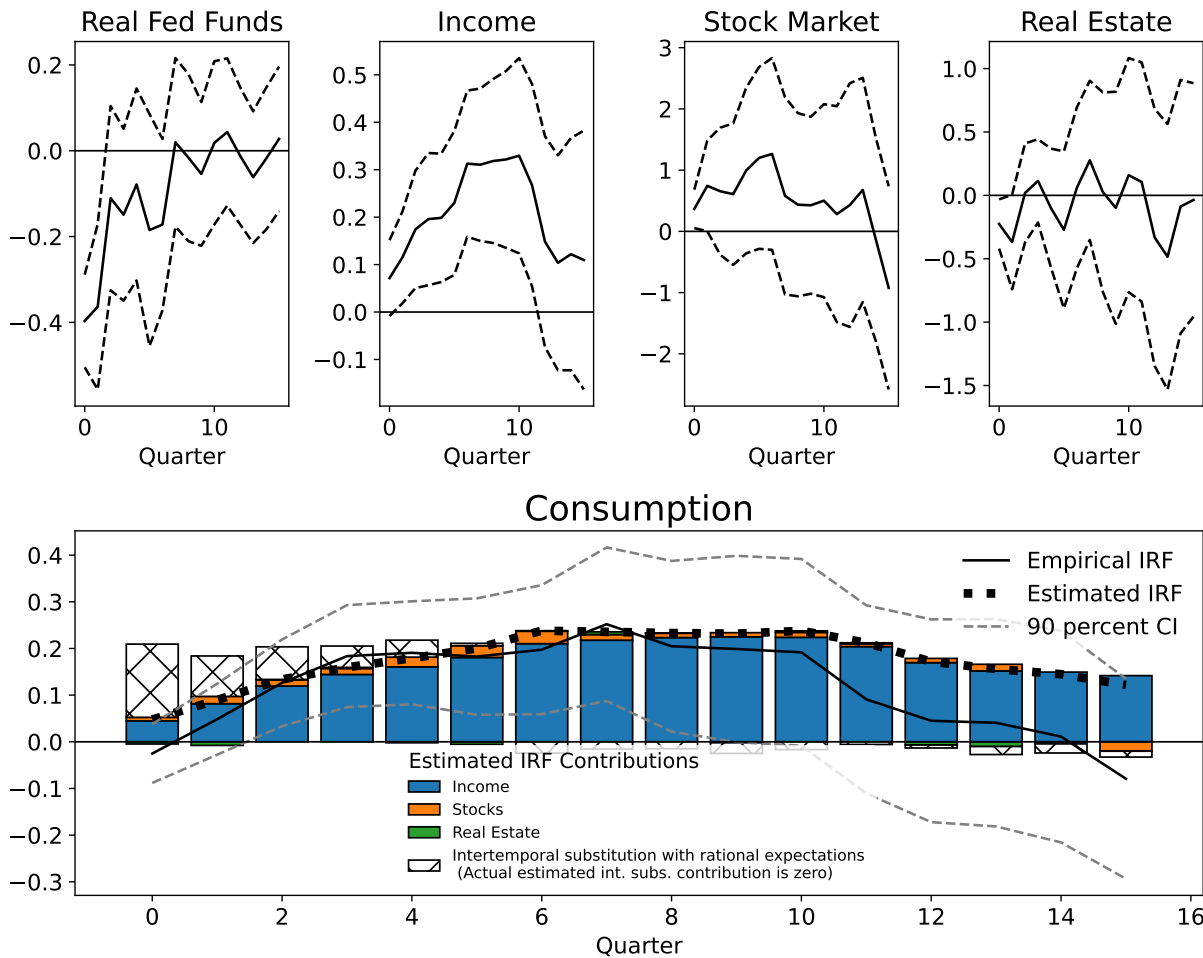 Real Fed Funds
Income
Stock Market
Real Estate
0.2
0.0
−0.2
−0.4
0
10
Quarter
0.5
0.4
0.3
0.2
0.1
0.0
−0.1
0
10
Quarter
3
2
1
0
−1
−2
0
10
Quarter
1.0
0.5
0.0
−0.5
−1.0
−1.5
0
10
Quarter
Consumption
0.4
0.3
0.2
0.1
0.0
−0.1
−0.2
−0.3
Empirical IRF
Estimated IRF
90 percent CI
Estimated IRF Contributions
Income
Stocks
Real Estate
Intertemporal substitution with rational expectations
(Actual estimated int. subs. contribution is zero)
0
2
4
6
8
10
12
14
16
Quarter